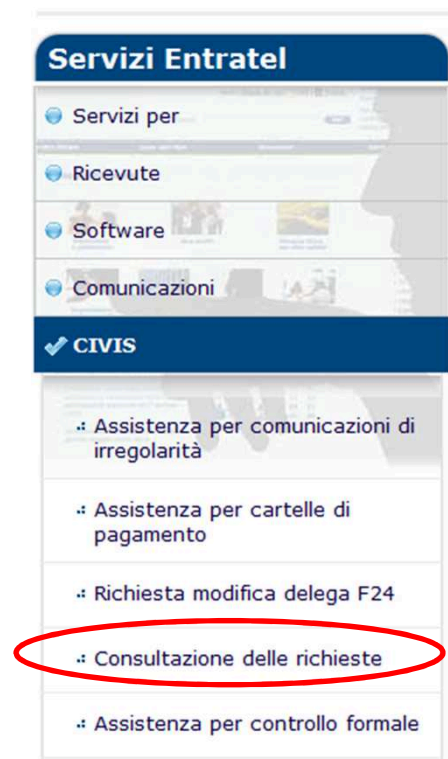 Servizi Entratel
Servizi per
Ricevute
Software
Comunicazioni
CIVIS
Assistenza per comunicazioni di
irregolarità
Assistenza per cartelle di
pagamento
Richiesta modifica delega F24
Consultazione delle richieste
Assistenza per controllo formale